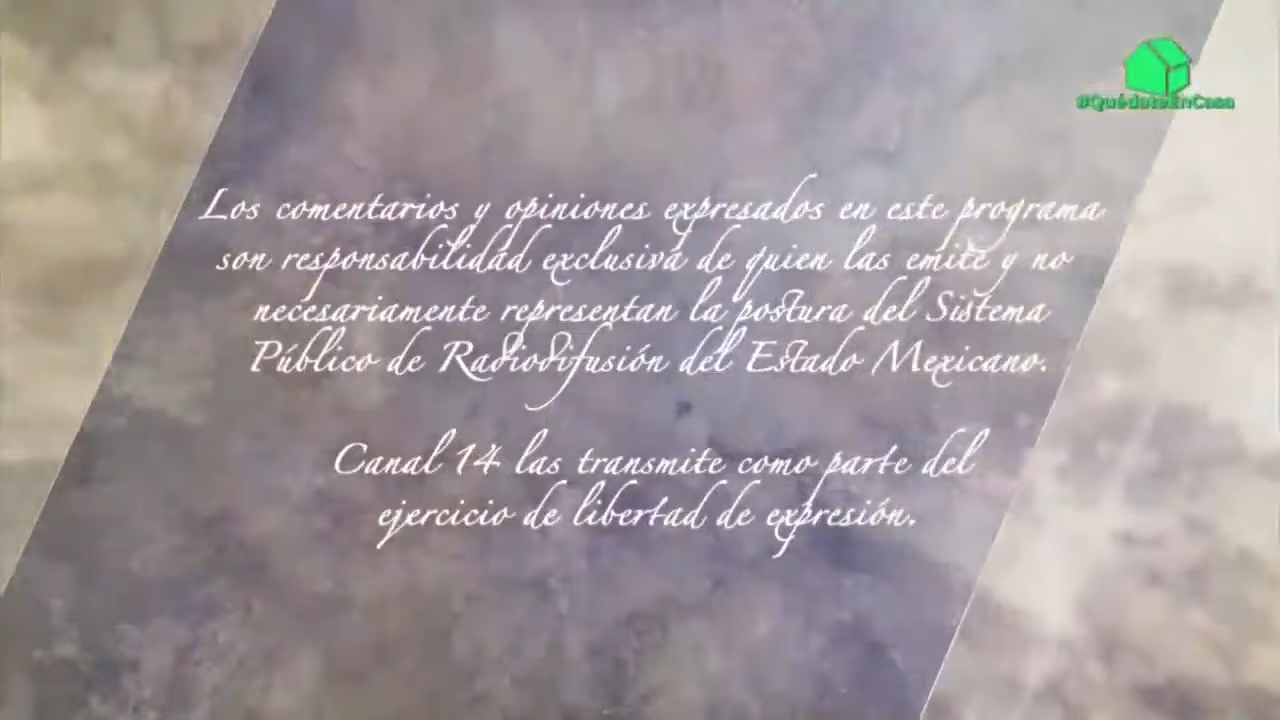 #QuédateEnCasa
Los comentarios y opiniones expresados en este programa
son responsabilidad exclusiva de quien las emite y no
necesariamente representan la postura del Sistema
Público de Radiodifusión del Estado Mexicano.
Canal 14 las transmite como parte del
ejercicio de libertad de expresión.